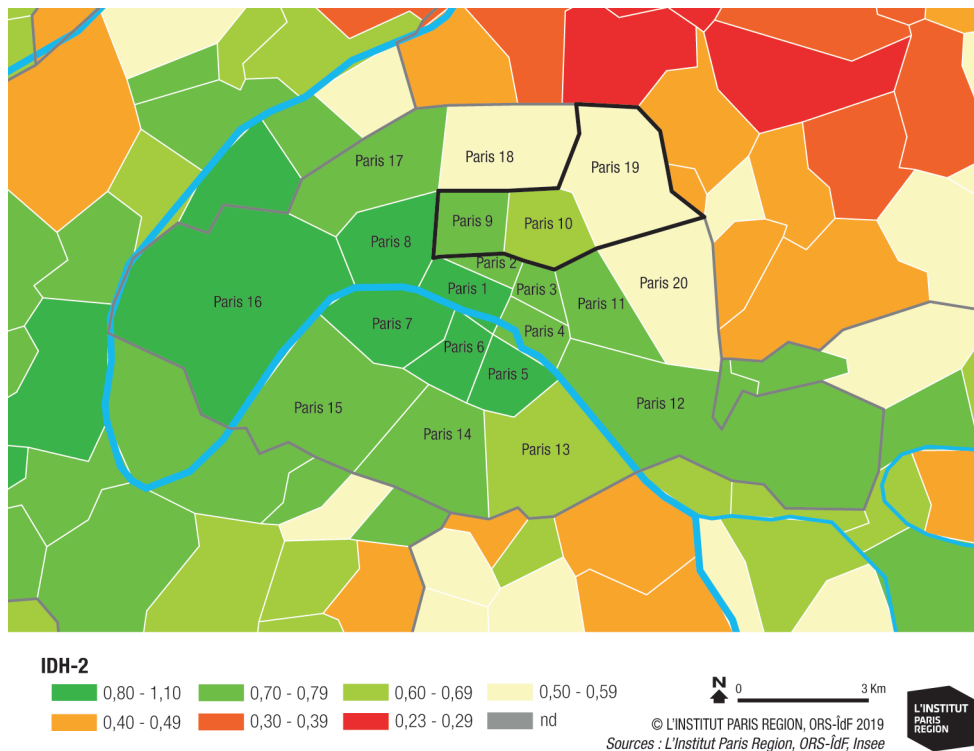 Paris 18
Paris 17
Paris 19
Paris 9
Paris 10
Paris 8
Paris 2
Paris 20
Paris 1
Paris 3
Paris 16
Paris 11
Paris 7
Paris 4
Paris 6
Paris 5
Paris 15
Paris 12
Paris 14
Paris 13
IDH-2
0,80 - 1,10
0,70 - 0,79
0,60 - 0,69
0,50 - 0,59
0,40 - 0,49
0,30 - 0,39
0,23 - 0,29
nd
N
0
3 Km
© L'INSTITUT PARIS REGION, ORS-ÎdF 2019
Sources : L'Institut Paris Region, ORS-ÎdF, Insee
L'INSTITUT
PARIS
REGION